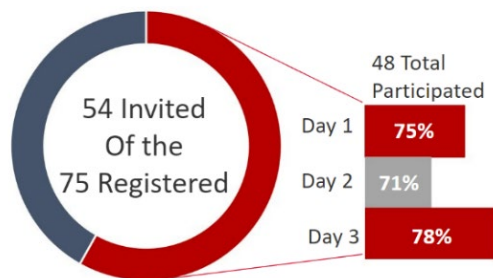 54 Invited
Of the
75 Registered
48 Total
Participated
Day 1
75%
Day 2
71%
Day 3
78%